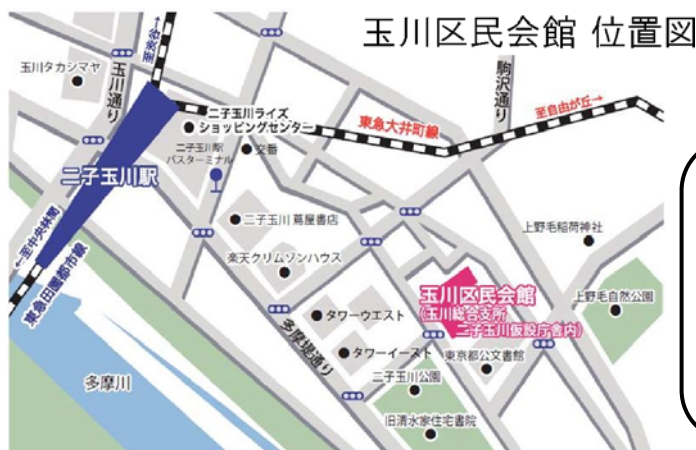 玉川区民会館 位置図
至渋谷→
玉川タカシマヤ
玉川通り
駒沢通り
至自由が丘→
二子玉川ライズ
ショッピングセンター
東急大井町線
二子玉川駅
バスターミナル
交番
二子玉川駅
二子玉川 蔦屋書店
上野毛稲荷神社
←至中央林間
楽天クリムゾンハウス
東急田園都市線
玉川区民会館
(玉川総合支所
二子玉川仮設庁舎内)
上野毛自然公園
タワーウエスト
多摩堤通り
タワーイースト
東京都公文書館
多摩川
二子玉川公園
旧清水家住宅書院